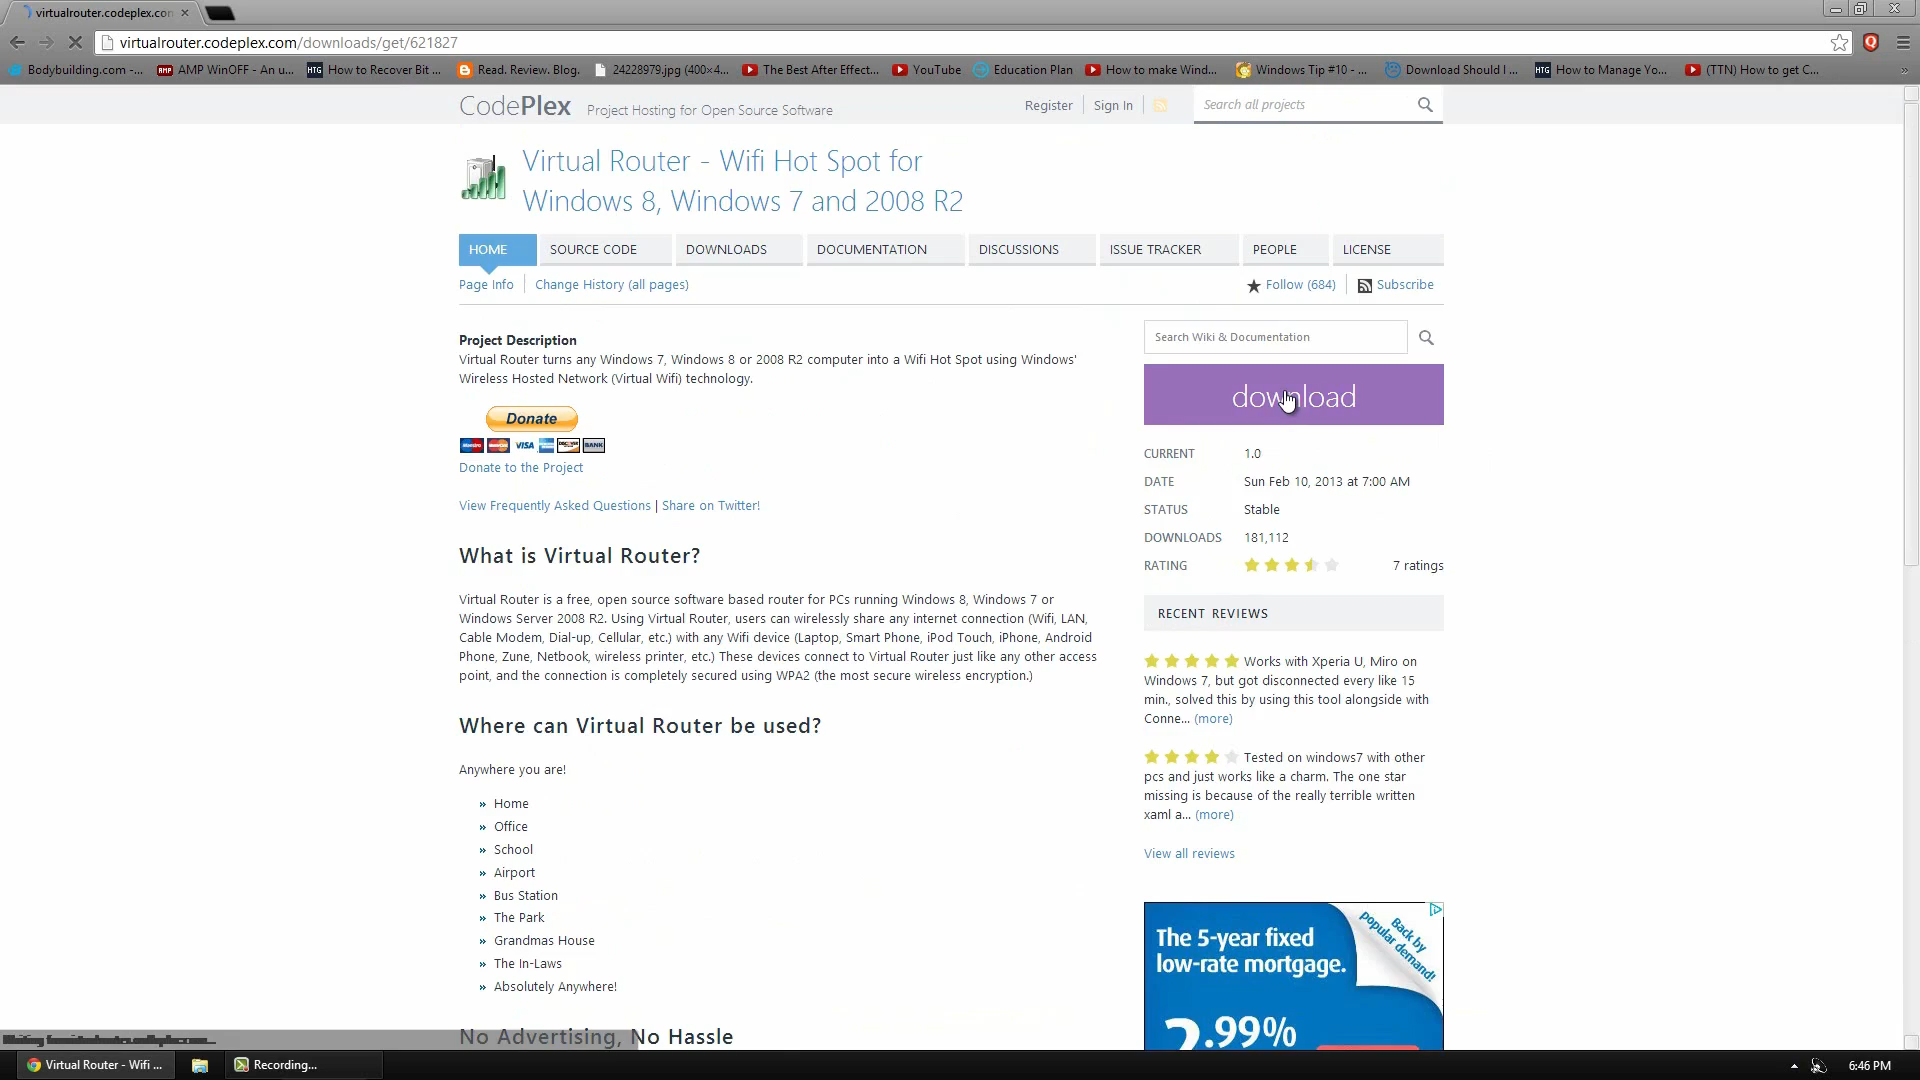 virtualrouter.codeplex.con
virtualrouter.codeplex.com/downloads/get/621827
Bodybuilding.com -... AMP WinOFF - An u... HTG How to Recover Bit ... Read. Review. Blog. 24228979.jpg (400×4... The Best After Effect... YouTube Education Plan How to make Wind... Windows Tip #10 - ... Download Should I ... HTG How to Manage Yo... (TTN) How to get C... »
CodePlex Project Hosting for Open Source Software Register Sign In Search all projects
Virtual Router - Wifi Hot Spot for
Windows 8, Windows 7 and 2008 R2
HOME SOURCE CODE DOWNLOADS DOCUMENTATION DISCUSSIONS ISSUE TRACKER PEOPLE LICENSE
Page Info Change History (all pages) Follow (684) Subscribe
Search Wiki & Documentation
Project Description
Virtual Router turns any Windows 7, Windows 8 or 2008 R2 computer into a Wifi Hot Spot using Windows'
Wireless Hosted Network (Virtual Wifi) technology.
download
Donate
Maestro MasterCard VISA DISCOVER BANK
Donate to the Project
View Frequently Asked Questions | Share on Twitter!
CURRENT 1.0
DATE Sun Feb 10, 2013 at 7:00 AM
STATUS Stable
DOWNLOADS 181,112
RATING 7 ratings
What is Virtual Router?
Virtual Router is a free, open source software based router for PCs running Windows 8, Windows 7 or
Windows Server 2008 R2. Using Virtual Router, users can wirelessly share any internet connection (Wifi, LAN,
Cable Modem, Dial-up, Cellular, etc.) with any Wifi device (Laptop, Smart Phone, iPod Touch, iPhone, Android
Phone, Zune, Netbook, wireless printer, etc.) These devices connect to Virtual Router just like any other access
point, and the connection is completely secured using WPA2 (the most secure wireless encryption.)
RECENT REVIEWS
Works with Xperia U, Miro on
Windows 7, but got disconnected every like 15
min., solved this by using this tool alongside with
Conne... (more)
Tested on windows7 with other
pcs and just works like a charm. The one star
missing is because of the really terrible written
xaml a... (more)
View all reviews
Where can Virtual Router be used?
Anywhere you are!
» Home
» Office
» School
» Airport
» Bus Station
» The Park
» Grandmas House
» The In-Laws
» Absolutely Anywhere!
No Advertising, No Hassle
The 5-year fixed
low-rate mortgage.
Back by
popular demand!
2.99%
Virtual Router - Wifi ... Recording... 6:46 PM